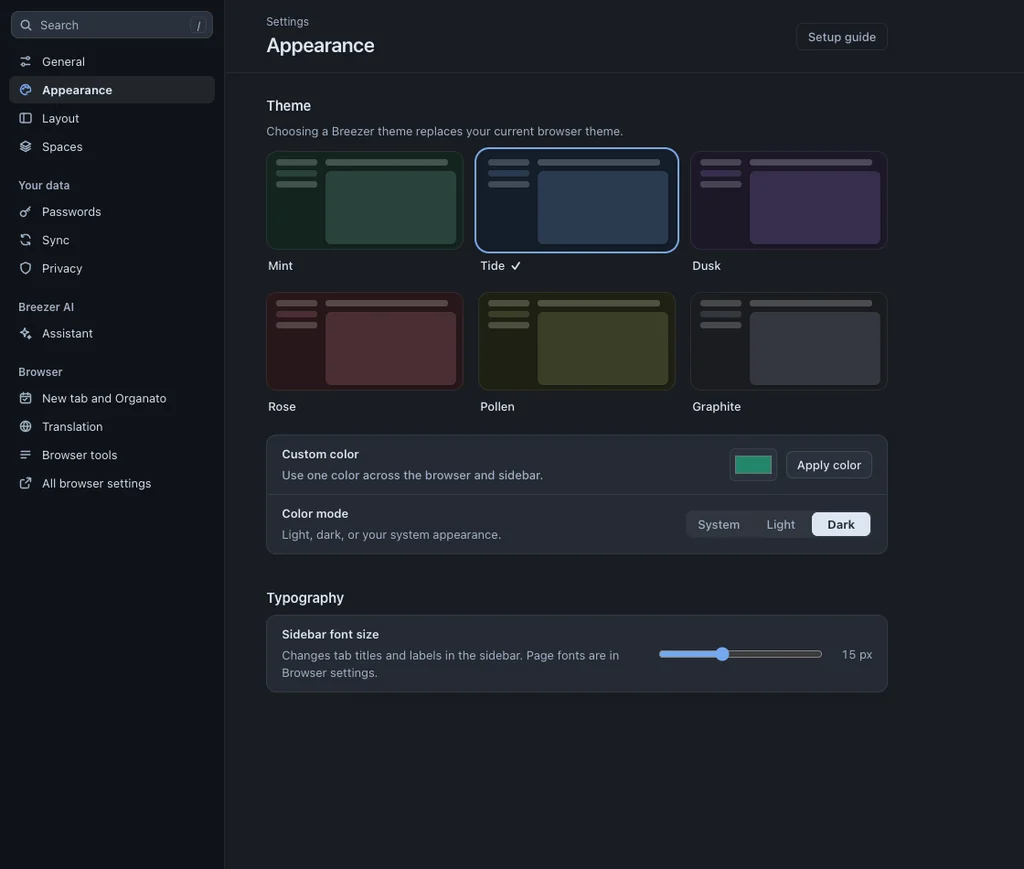 Search /
General
Appearance
Layout
Spaces
Your data
Passwords
Sync
Privacy
Breezer AI
Assistant
Browser
New tab and Organato
Translation
Browser tools
All browser settings
Settings
Appearance
Setup guide
Theme
Choosing a Breezer theme replaces your current browser theme.
Mint
Tide
Dusk
Rose
Pollen
Graphite
Custom color
Use one color across the browser and sidebar.
Apply color
Color mode
Light, dark, or your system appearance.
System Light Dark
Typography
Sidebar font size
Changes tab titles and labels in the sidebar. Page fonts are in
Browser settings.
15 px